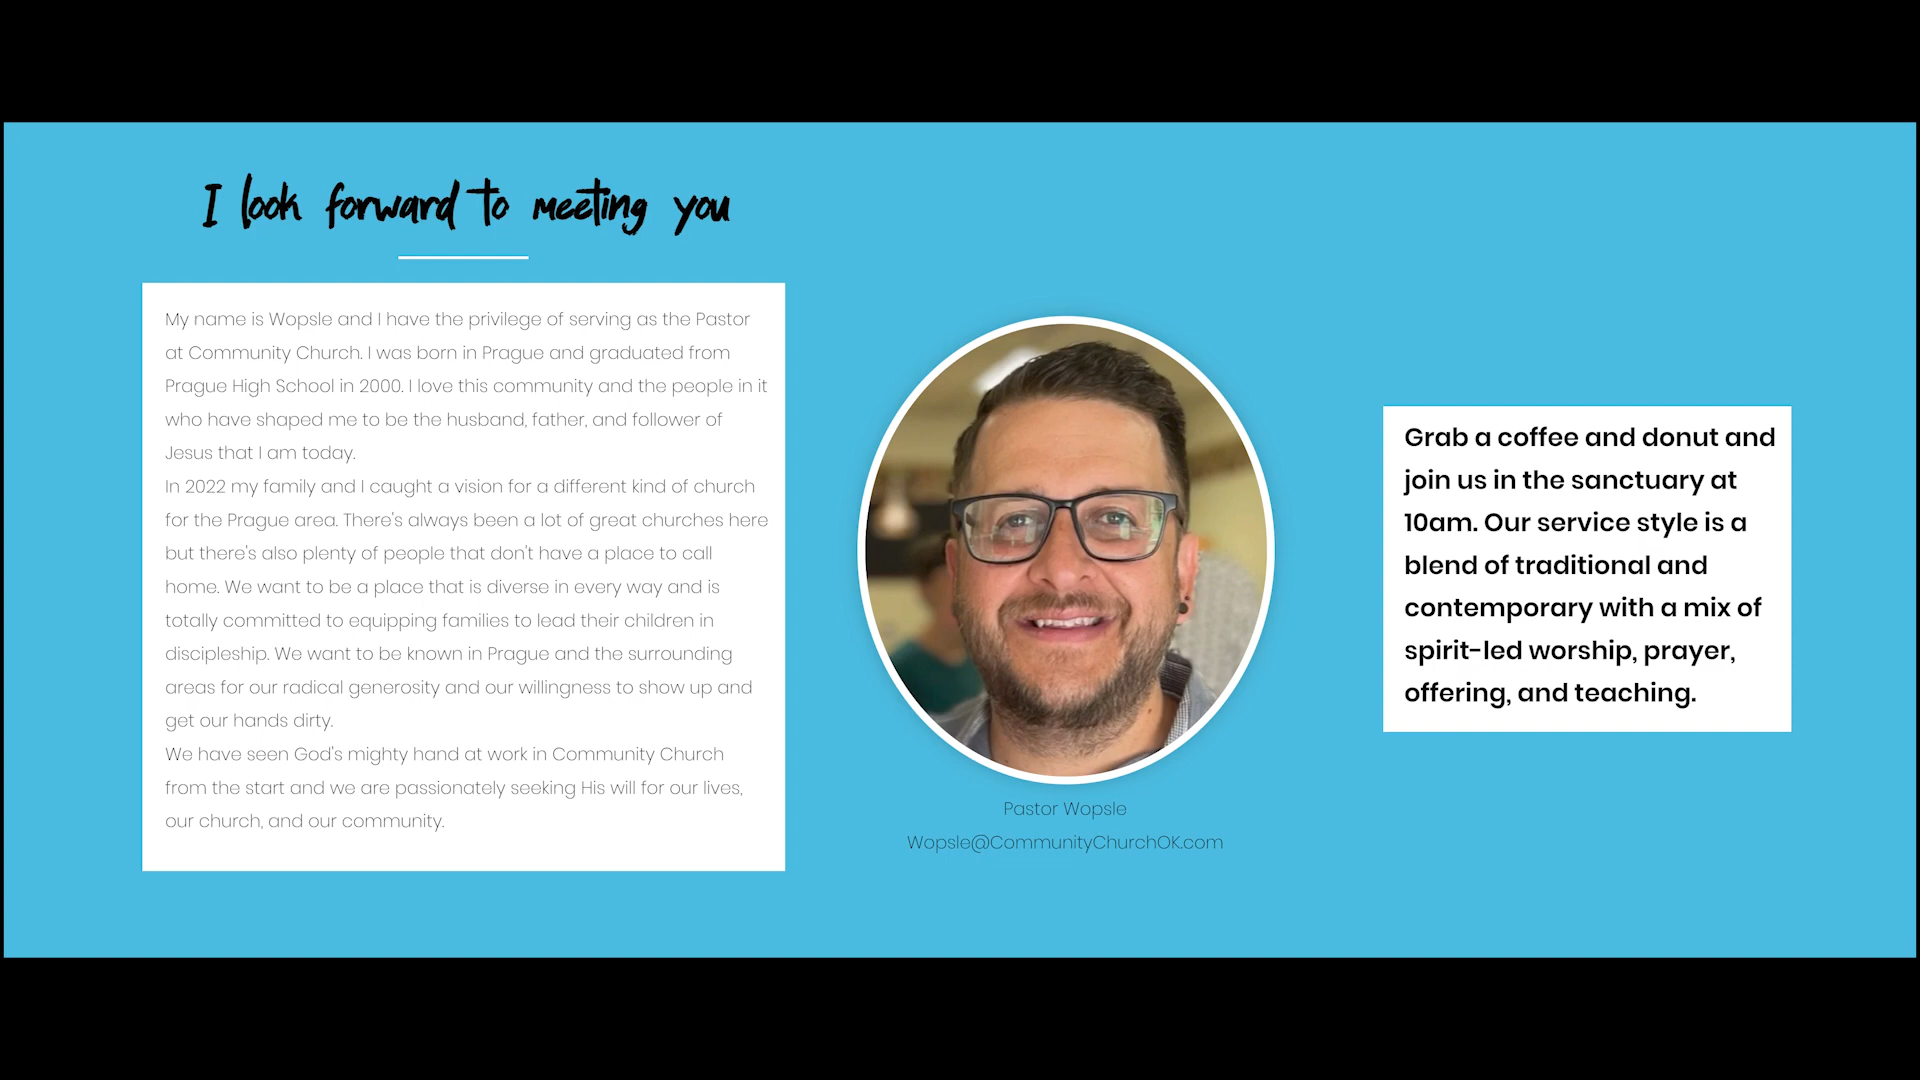 I look forward to meeting you
My name is Wopsle and I have the privilege of serving as the Pastor
at Community Church. I was born in Prague and graduated from
Prague High School in 2000. I love this community and the people in it
who have shaped me to be the husband, father, and follower of
Jesus that I am today.
In 2022 my family and I caught a vision for a different kind of church
for the Prague area. There's always been a lot of great churches here
but there's also plenty of people that don't have a place to call
home. We want to be a place that is diverse in every way and is
totally committed to equipping families to lead their children in
discipleship. We want to be known in Prague and the surrounding
areas for our radical generosity and our willingness to show up and
get our hands dirty.
We have seen God's mighty hand at work in Community Church
from the start and we are passionately seeking His will for our lives,
our church, and our community.
Pastor Wopsle
Wopsle@CommunityChurchOK.com
Grab a coffee and donut and
join us in the sanctuary at
10am. Our service style is a
blend of traditional and
contemporary with a mix of
spirit-led worship, prayer,
offering, and teaching.